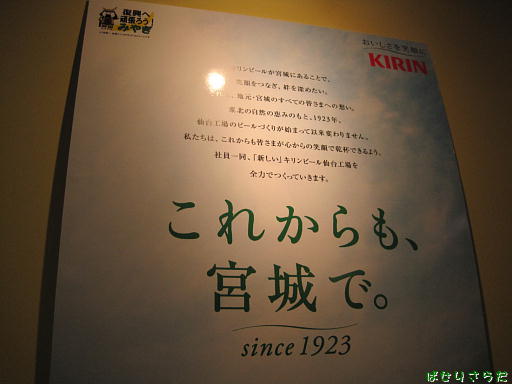 復興へ
頑張ろう!
みやぎ
おいしさを笑顔に
KIRIN
キリンビールが宮城にあることで、
笑顔をつなぎ、絆を深めたい。
地元・宮城のすべての皆さまへの想い。
東北の自然の恵みのもと、1923年、
仙台工場のビールづくりが始まって以来変わりません。
私たちは、これからも皆さまが心からの笑顔で乾杯できるよう、
社員一同、「新しい」キリンビール仙台工場を
全力でつくっていきます。
これからも、
宮城で。
since 1923
ぱせりさらだ